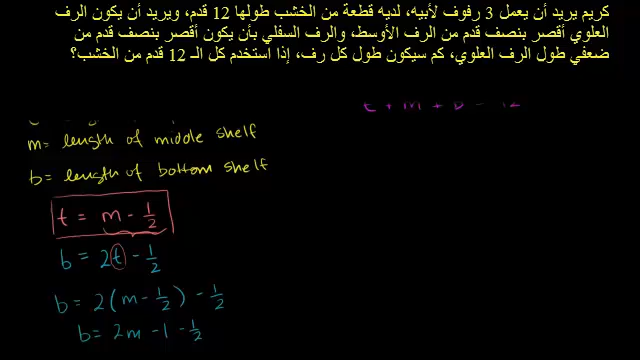 كريم يريد أن يعمل 3 رفوف لأبيه، لديه قطعة من الخشب طولها 12 قدم، ويريد أن يكون الرف
العلوي أقصر بنصف قدم من الرف الأوسط، والرف السفلي بأن يكون أقصر بنصف قدم من
ضعفي طول الرف العلوي، كم سيكون طول كل رف، إذا استخدم كل الـ 12 قدم من الخشب؟
t + m + b = 12
m = length of middle shelf
b = length of bottom shelf
t = m - 1/2
b = 2t - 1/2
b = 2(m - 1/2) - 1/2
b = 2m - 1 - 1/2